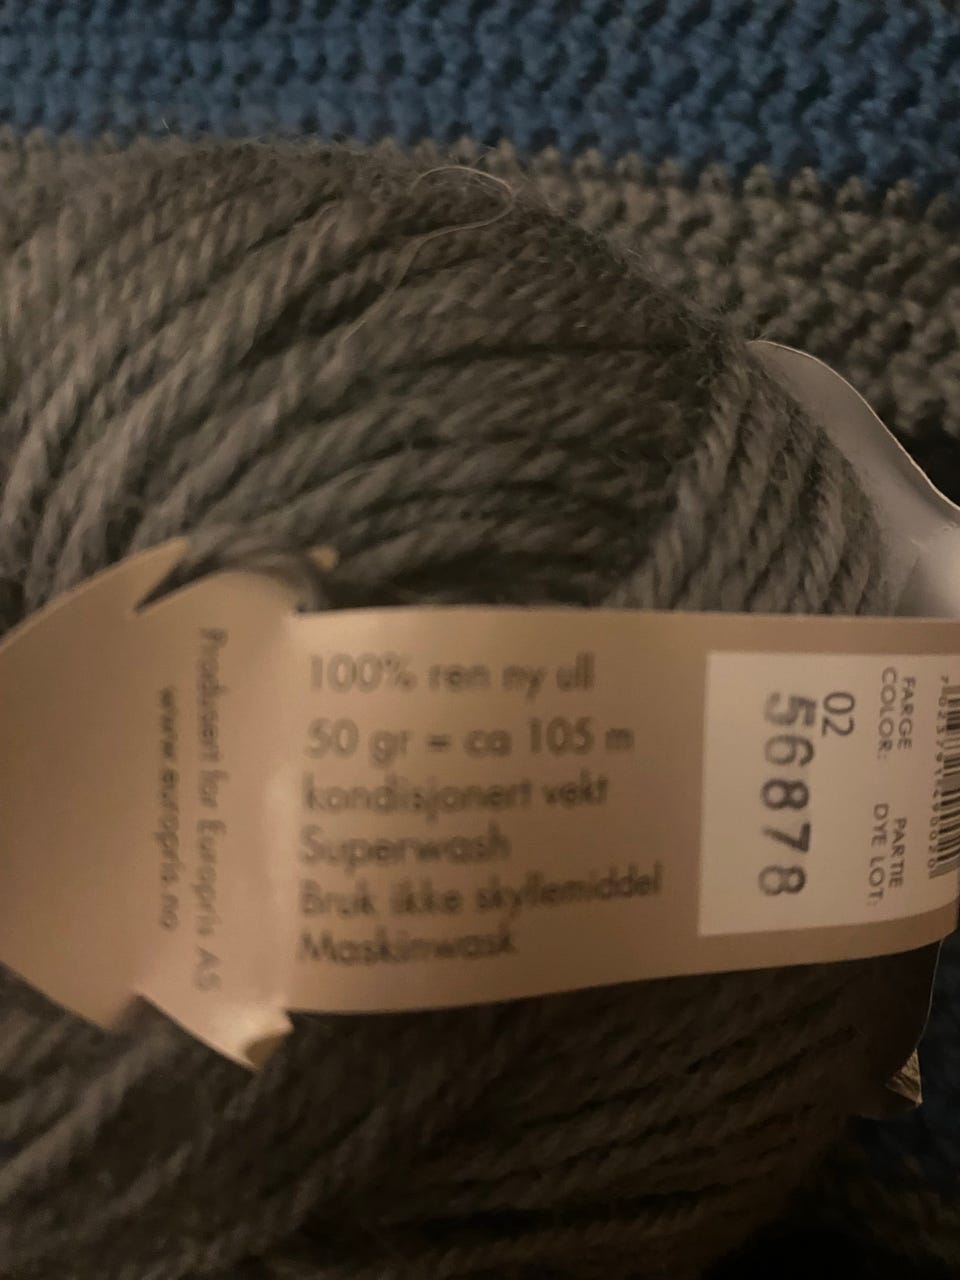 100% ren ny ull
50 gr = ca 105 m
kondisjonert vekt
Superwash
Bruk ikke skyllemiddel
Maskinvask
Produsert for Europris AS
www.europris.no
FARGE PARTIE
COLOR: DYE LOT:
02
56878